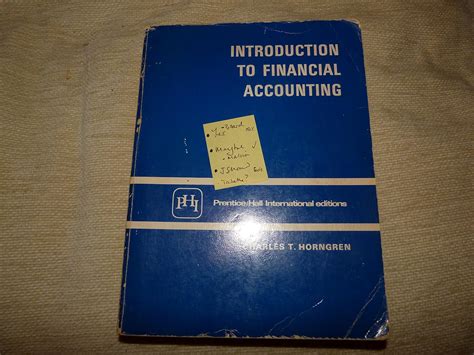 INTRODUCTION
TO FINANCIAL
ACCOUNTING
PHI
Prentice/Hall International editions
CHARLES T. HORNGREN